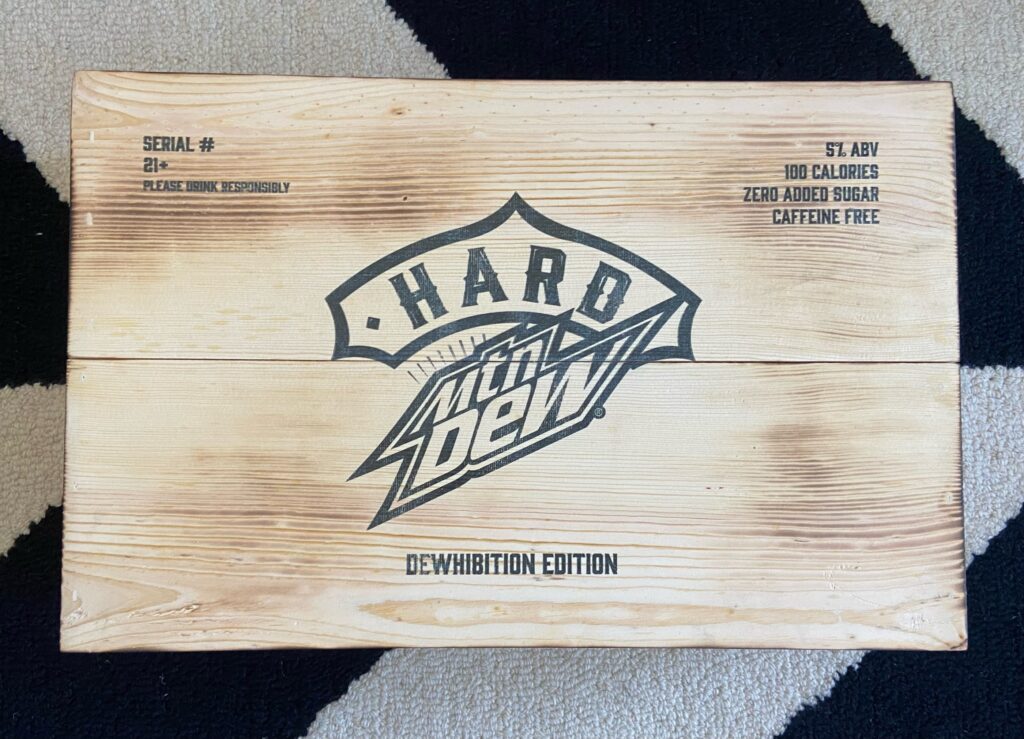 SERIAL #
21+
PLEASE DRINK RESPONSIBLY
5% ABV
100 CALORIES
ZERO ADDED SUGAR
CAFFEINE FREE
HARD
mtn
DEW®
DEWHIBITION EDITION